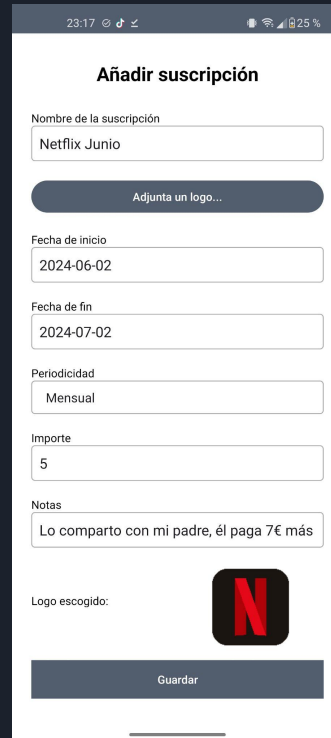 23:17 25 %
Añadir suscripción
Nombre de la suscripción
Netflix Junio
Adjunta un logo...
Fecha de inicio
2024-06-02
Fecha de fin
2024-07-02
Periodicidad
Mensual
Importe
5
Notas
Lo comparto con mi padre, él paga 7€ más
Logo escogido:
N
Guardar